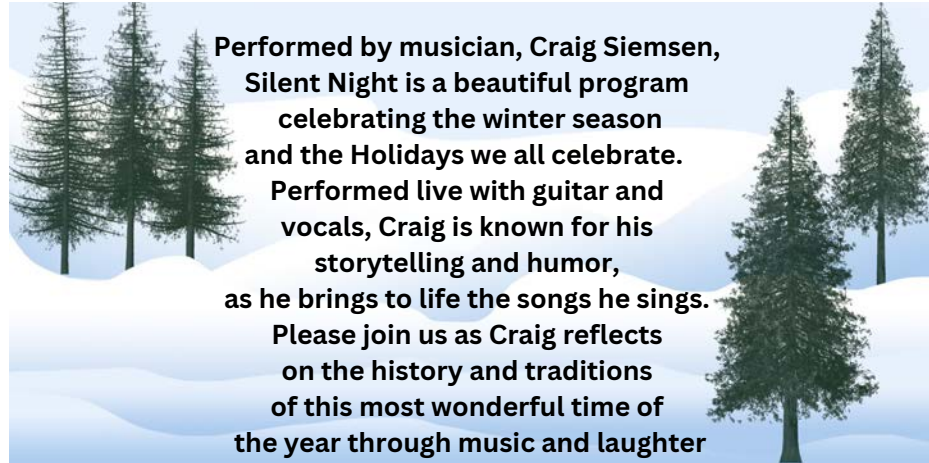 Performed by musician, Craig Siemsen,
Silent Night is a beautiful program
celebrating the winter season
and the Holidays we all celebrate.
Performed live with guitar and
vocals, Craig is known for his
storytelling and humor,
as he brings to life the songs he sings.
Please join us as Craig reflects
on the history and traditions
of this most wonderful time of
the year through music and laughter